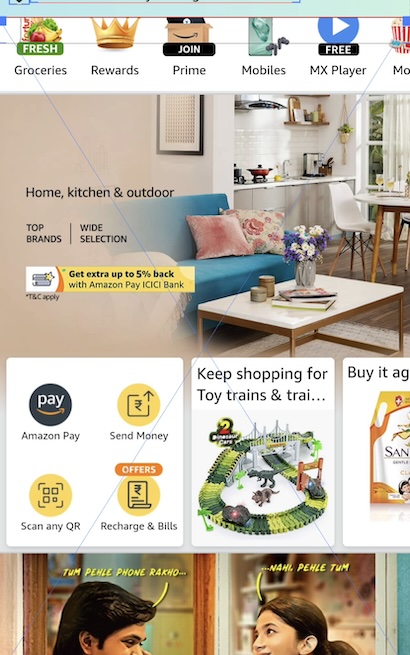 FRESH
JOIN
FREE
Groceries
Rewards
Prime
Mobiles
MX Player
Mo
Home, kitchen & outdoor
TOP BRANDS
WIDE SELECTION
Get extra up to 5% back
with Amazon Pay ICICI Bank
*T&C apply
pay
Amazon Pay
Send Money
OFFERS
Scan any QR
Recharge & Bills
Keep shopping for
Toy trains & trai...
2
Dinosaur
Cars
Buy it ag
SAN
GENTLE
TUM PEHLE PHONE RAKHO...
...NAHI, PEHLE TUM